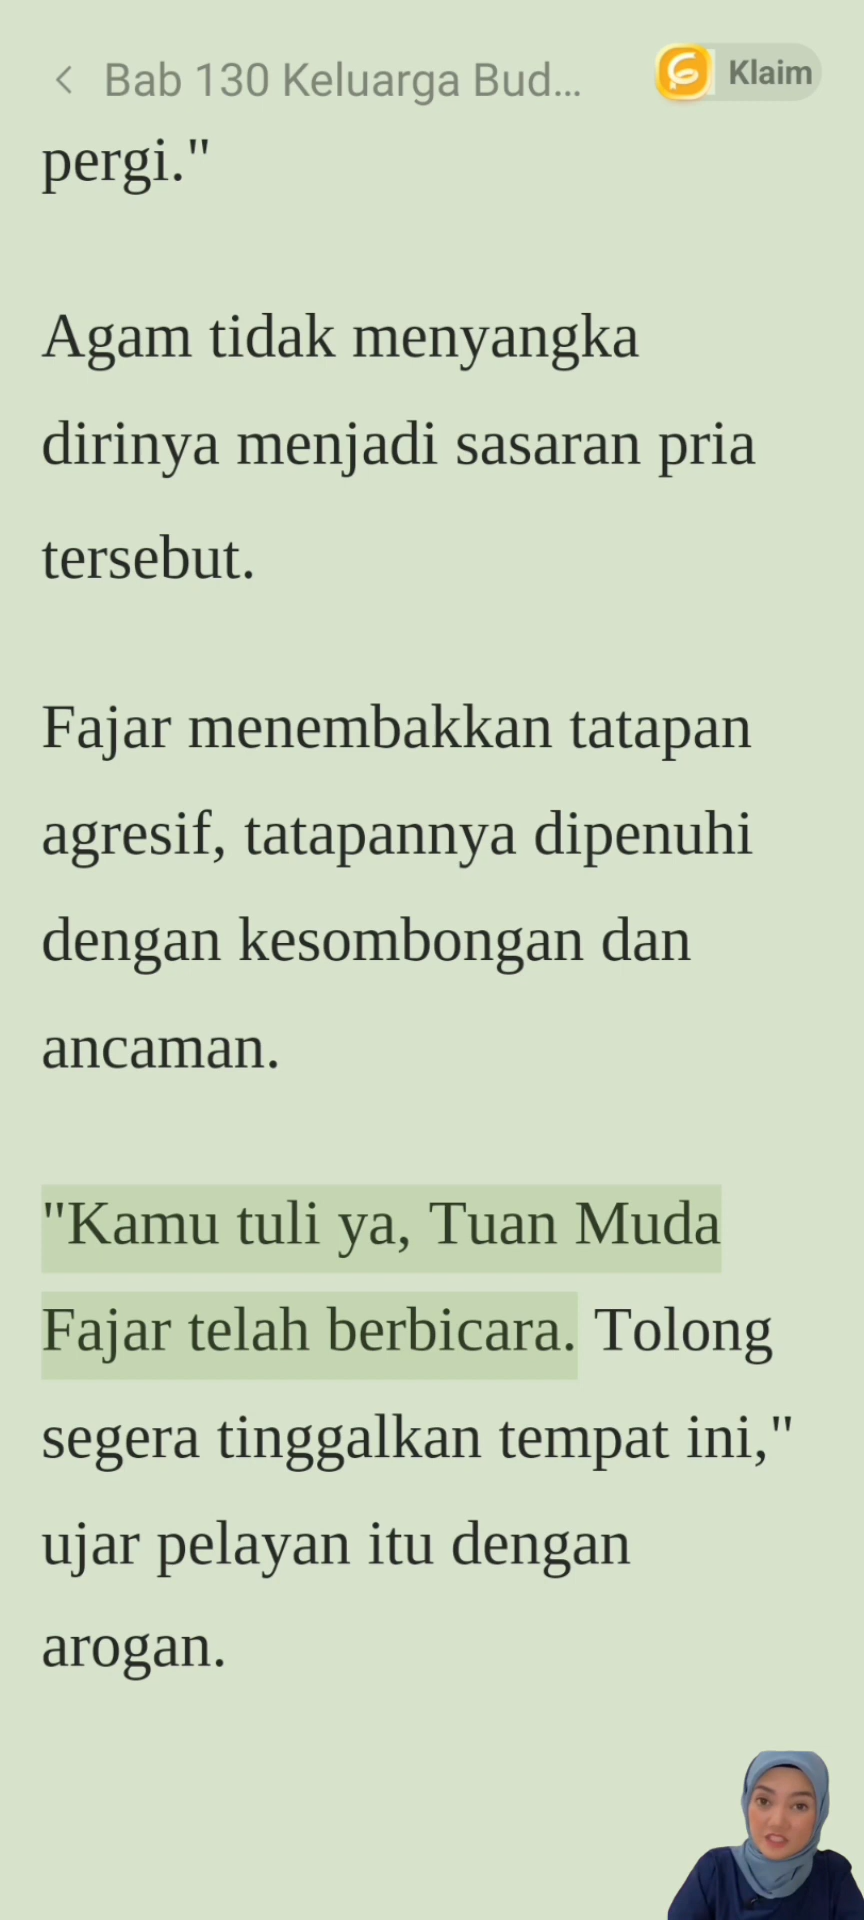 Bab 130 Keluarga Bud...
Klaim
pergi."
Agam tidak menyangka
dirinya menjadi sasaran pria
tersebut.
Fajar menembakkan tatapan
agresif, tatapannya dipenuhi
dengan kesombongan dan
ancaman.
"Kamu tuli ya, Tuan Muda
Fajar telah berbicara. Tolong
segera tinggalkan tempat ini,"
ujar pelayan itu dengan
arogan.